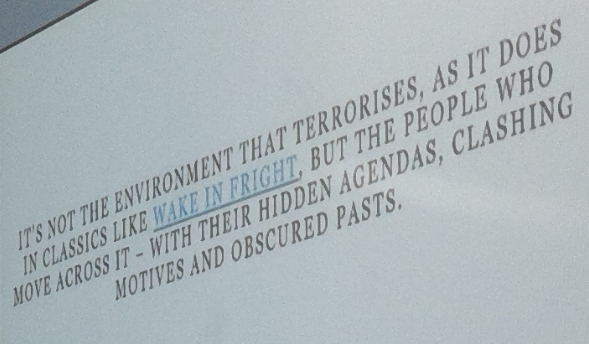 IT'S NOT THE ENVIRONMENT THAT TERRORISES, AS IT DOES
IN CLASSICS LIKE WAKE IN FRIGHT, BUT THE PEOPLE WHO
MOVE ACROSS IT – WITH THEIR HIDDEN AGENDAS, CLASHING
MOTIVES AND OBSCURED PASTS.